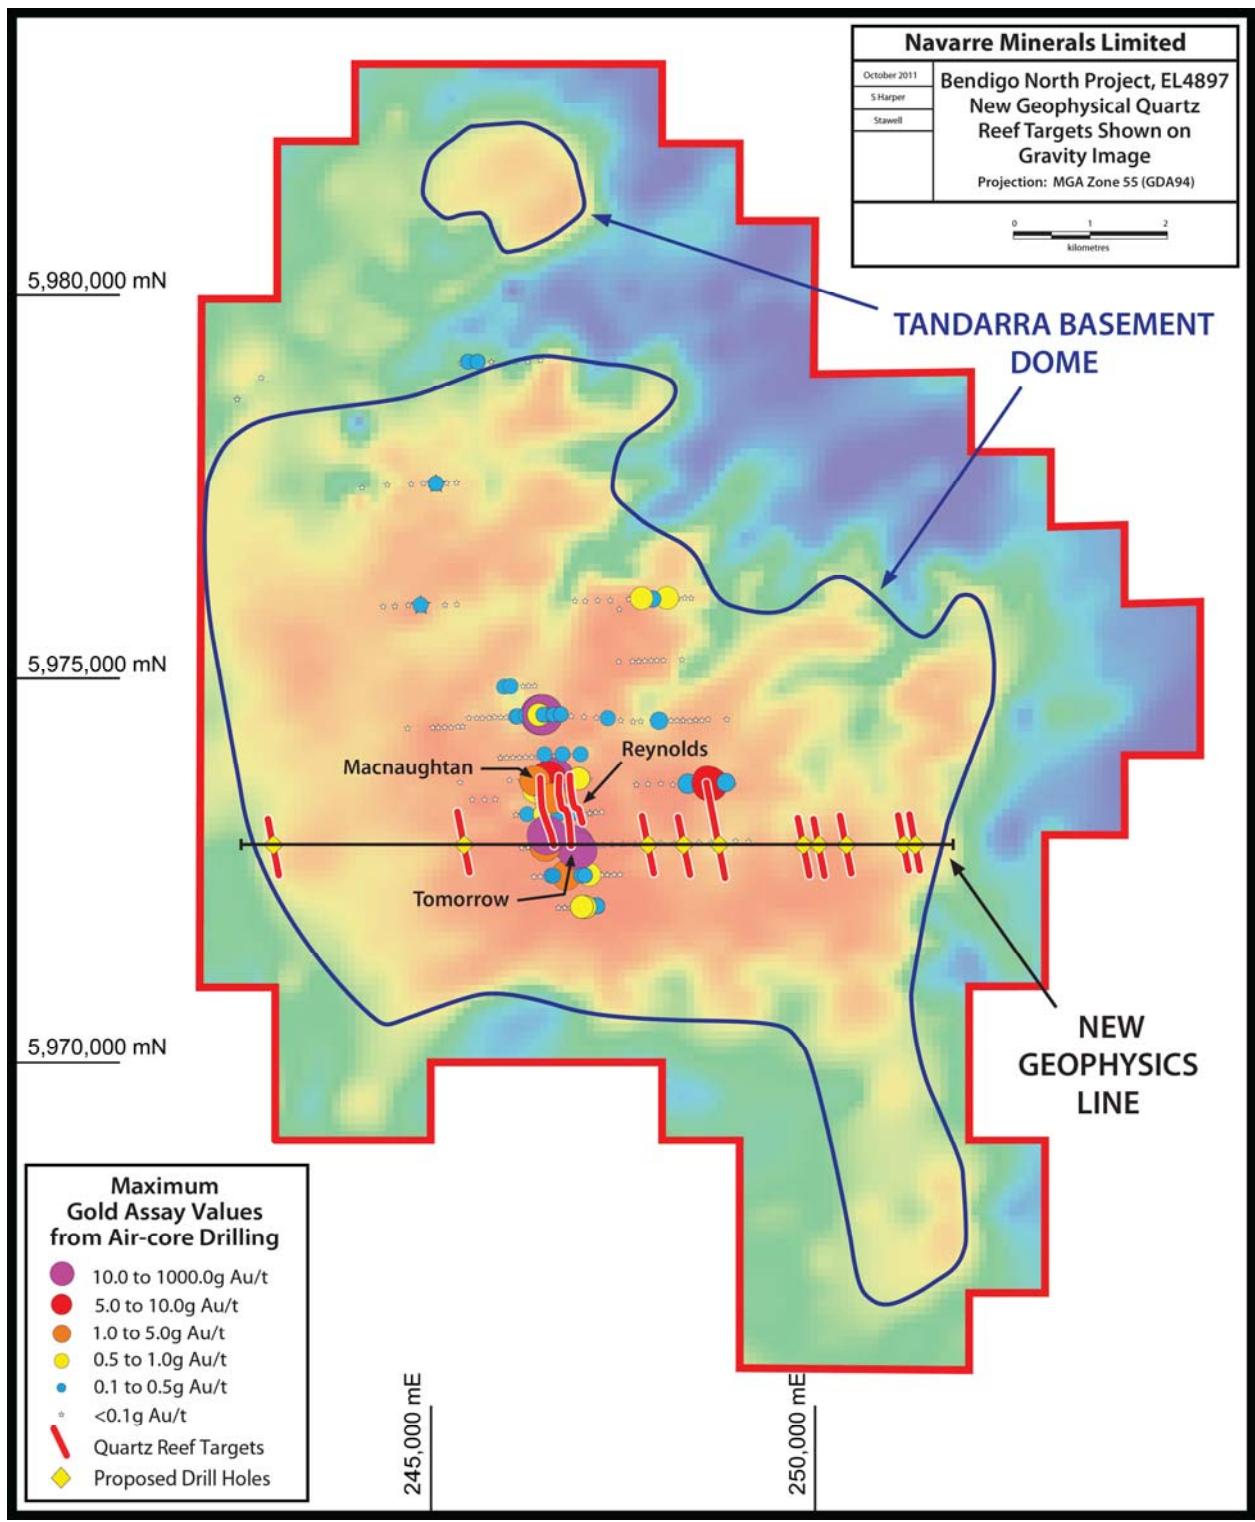 Navarre Minerals Limited
October 2011
S Harper
Stawell
Bendigo North Project, EL4897
New Geophysical Quartz
Reef Targets Shown on
Gravity Image
Projection: MGA Zone 55 (GDA94)
0 1 2
kilometres
5,980,000 mN
TANDARRA BASEMENT
DOME
5,975,000 mN
Reynolds
Macnaughtan
Tomorrow
NEW
GEOPHYSICS
LINE
5,970,000 mN
Maximum
Gold Assay Values
from Air-core Drilling
10.0 to 1000.0g Au/t
5.0 to 10.0g Au/t
1.0 to 5.0g Au/t
0.5 to 1.0g Au/t
0.1 to 0.5g Au/t
<0.1g Au/t
Quartz Reef Targets
Proposed Drill Holes
245,000 mE
250,000 mE